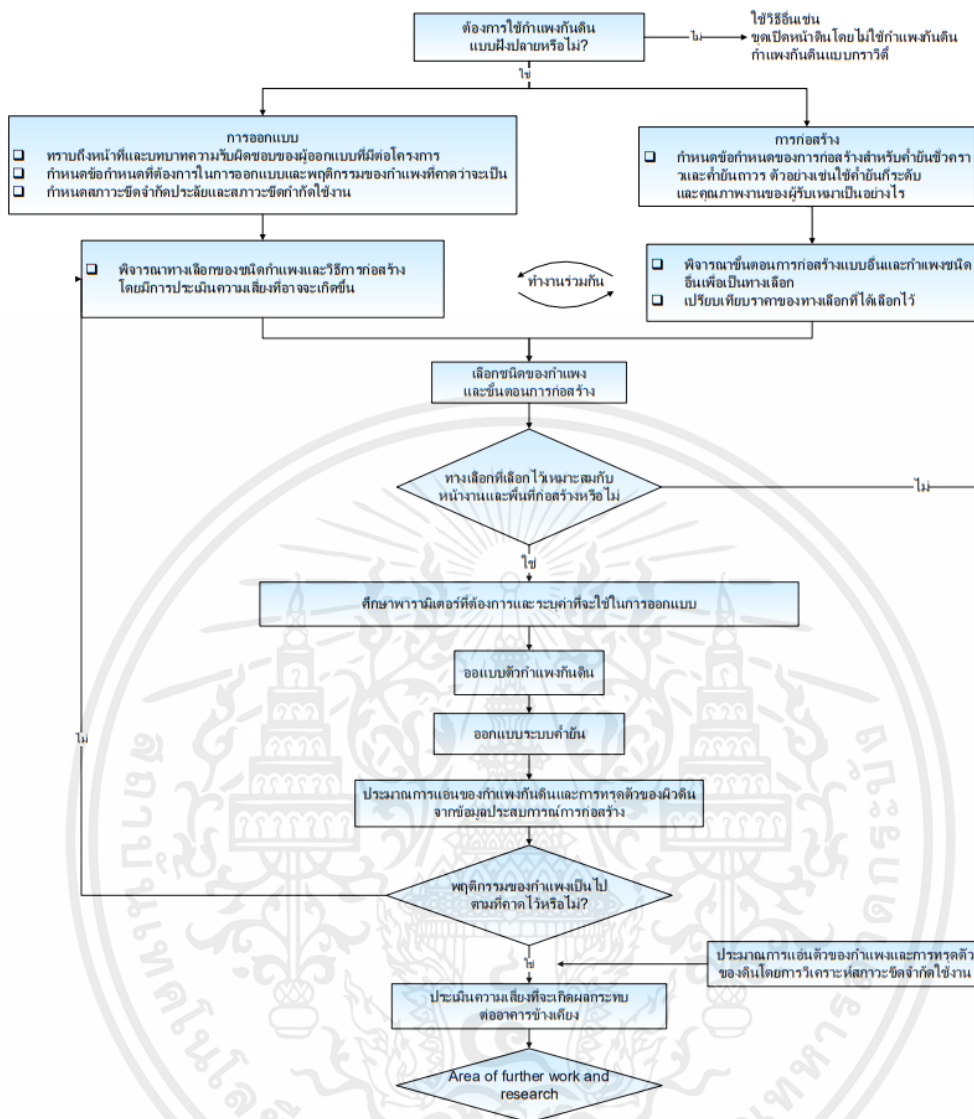 ต้องการใช้กำแพงกันดิน
แบบฝังปลายหรือไม่?
ไม่
ใช้วิธีอื่นเช่น
ขุดเปิดหน้าดินโดยไม่ใช้กำแพงกันดิน
กำแพงกันดินแบบกราวิตี้
ใช่
การออกแบบ
❑ ทราบถึงหน้าที่และบทบาทความรับผิดชอบของผู้ออกแบบที่มีต่อโครงการ
❑ กำหนดข้อกำหนดที่ต้องการในการออกแบบและพฤติกรรมของกำแพงที่คาดว่าจะเป็น
❑ กำหนดสภาวะขีดจำกัดประลัยและสภาวะขีดกำกัดใช้งาน
การก่อสร้าง
❑ กำหนดข้อกำหนดของการก่อสร้างสำหรับค้ำยันชั่วครา
วและค้ำยันถาวร ตัวอย่างเช่นใช้ค้ำยันกี่ระดับ
และคุณภาพงานของผู้รับเหมาเป็นอย่างไร
❑ พิจารณาทางเลือกของชนิดกำแพงและวิธีการก่อสร้าง
โดยมีการประเมินความเสี่ยงที่อาจจะเกิดขึ้น
ทำงานร่วมกัน
❑ พิจารณาขั้นตอนการก่อสร้างแบบอื่นและกำแพงชนิด
อื่นเพื่อเป็นทางเลือก
❑ เปรียบเทียบราคาของทางเลือกที่ได้เลือกไว้
เลือกชนิดของกำแพง
และขั้นตอนการก่อสร้าง
ทางเลือกที่เลือกไว้เหมาะสมกับ
หน้างานและพื้นที่ก่อสร้างหรือไม่
ไม่
ใช่
ศึกษาพารามิเตอร์ที่ต้องการและระบุค่าที่จะใช้ในการออกแบบ
ออแบบตัวกำแพงกันดิน
ออกแบบระบบค้ำยัน
ไม่
ประมาณการแอ่นของกำแพงกันดินและการทรุดตัวของผิวดิน
จากข้อมูลประสบการณ์การก่อสร้าง
พฤติกรรมของกำแพงเป็นไป
ตามที่คาดไว้หรือไม่?
ใช่
ประมาณการแอ่นตัวของกำแพงและการทรุดตัว
ของดินโดยการวิเคราะห์สภาวะขีดจำกัดใช้งาน
ประเมินความเสี่ยงที่จะเกิดผลกระทบ
ต่ออาคารข้างเคียง
Area of further work and
research